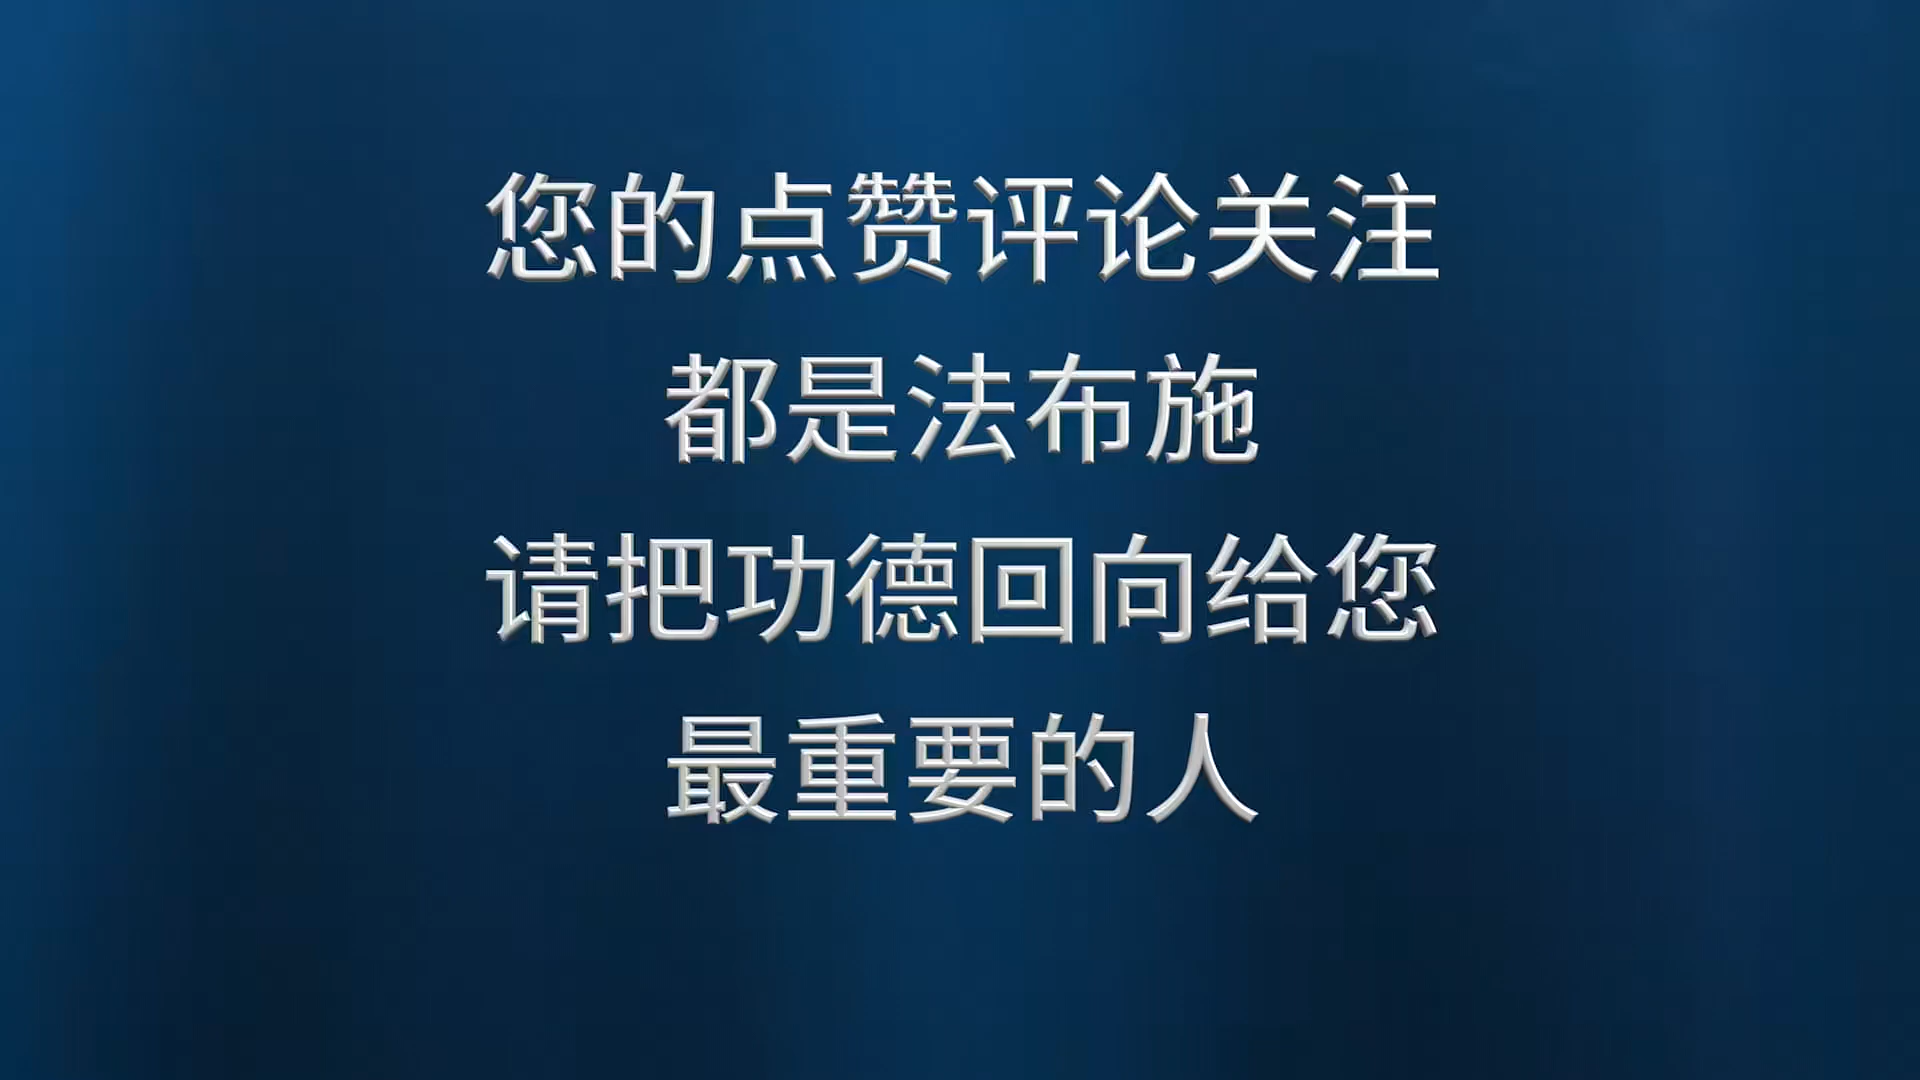 您的点赞评论关注
都是法布施
请把功德回向给您
最重要的人